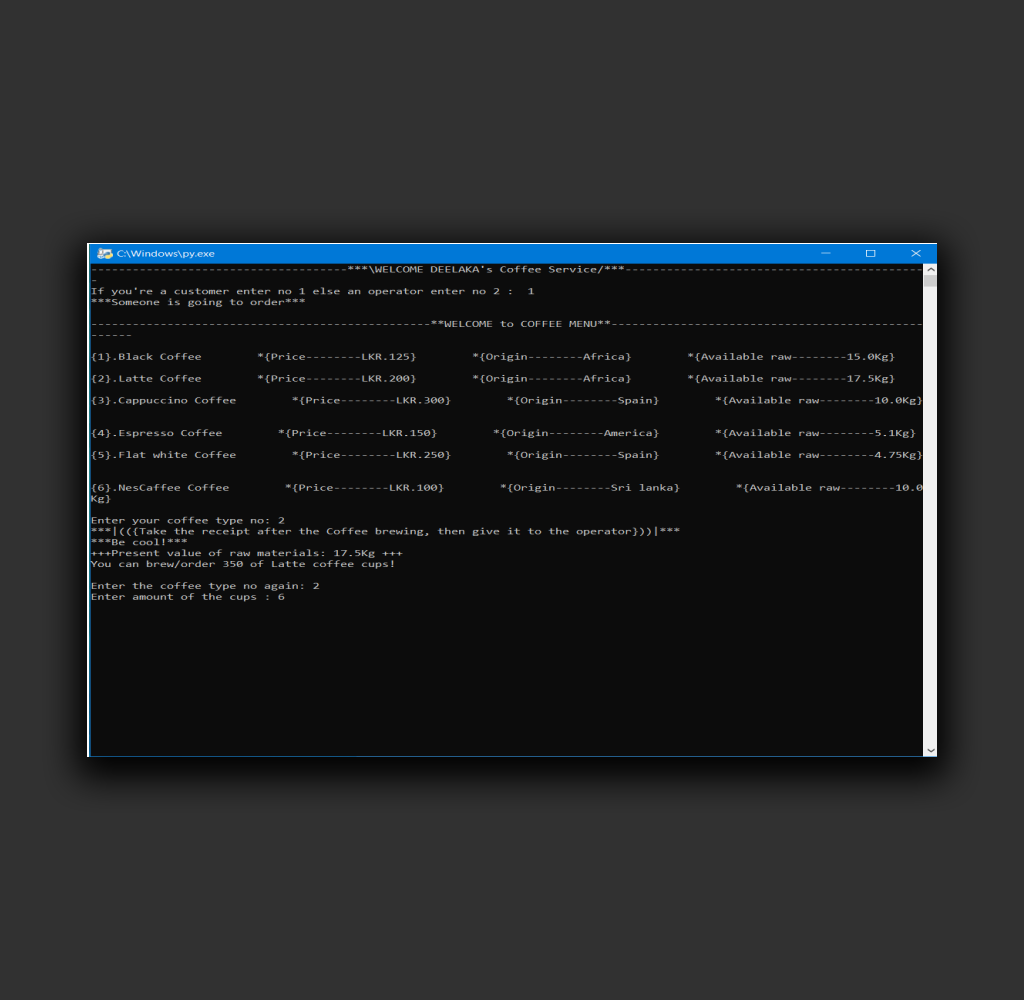 C:\Windows\py.exe
-------------------------------------***\WELCOME DEELAKA's Coffee Service/***-------------------------------------------
-
If you're a customer enter no 1 else an operator enter no 2 :  1
***Someone is going to order***
-------------------------------------------------**WELCOME to COFFEE MENU**---------------------------------------------
------
{1}.Black Coffee        *{Price--------LKR.125}        *{Origin--------Africa}        *{Available raw--------15.0Kg}
{2}.Latte Coffee        *{Price--------LKR.200}        *{Origin--------Africa}        *{Available raw--------17.5Kg}
{3}.Cappuccino Coffee        *{Price--------LKR.300}        *{Origin--------Spain}        *{Available raw--------10.0Kg}
{4}.Espresso Coffee        *{Price--------LKR.150}        *{Origin--------America}        *{Available raw--------5.1Kg}
{5}.Flat white Coffee        *{Price--------LKR.250}        *{Origin--------Spain}        *{Available raw--------4.75Kg}
{6}.NesCaffee Coffee        *{Price--------LKR.100}        *{Origin--------Sri lanka}        *{Available raw--------10.0
Kg}
Enter your coffee type no: 2
***|(({Take the receipt after the Coffee brewing, then give it to the operator}))|***
***Be cool!***
+++Present value of raw materials: 17.5Kg +++
You can brew/order 350 of Latte coffee cups!
Enter the coffee type no again: 2
Enter amount of the cups : 6